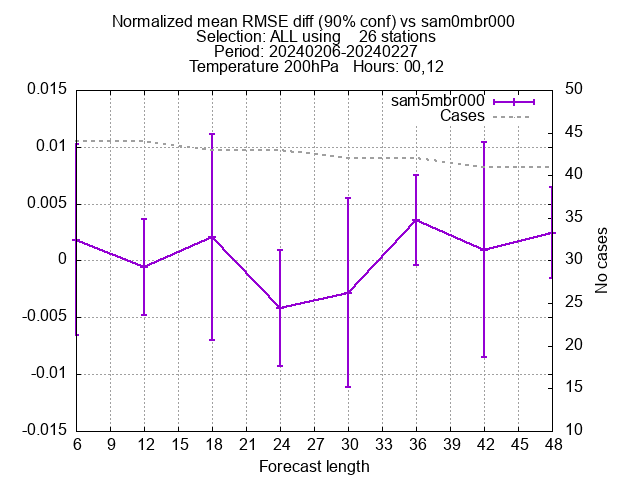 Normalized mean RMSE diff (90% conf) vs sam0mbr000
Selection: ALL using    26 stations
Period: 20240206-20240227
Temperature 200hPa   Hours: 00,12
sam5mbr000
Cases
0.015
0.01
0.005
0
-0.005
-0.01
-0.015
50
45
40
35
30
25
20
15
10
No cases
6 9 12 15 18 21 24 27 30 33 36 39 42 45 48
Forecast length